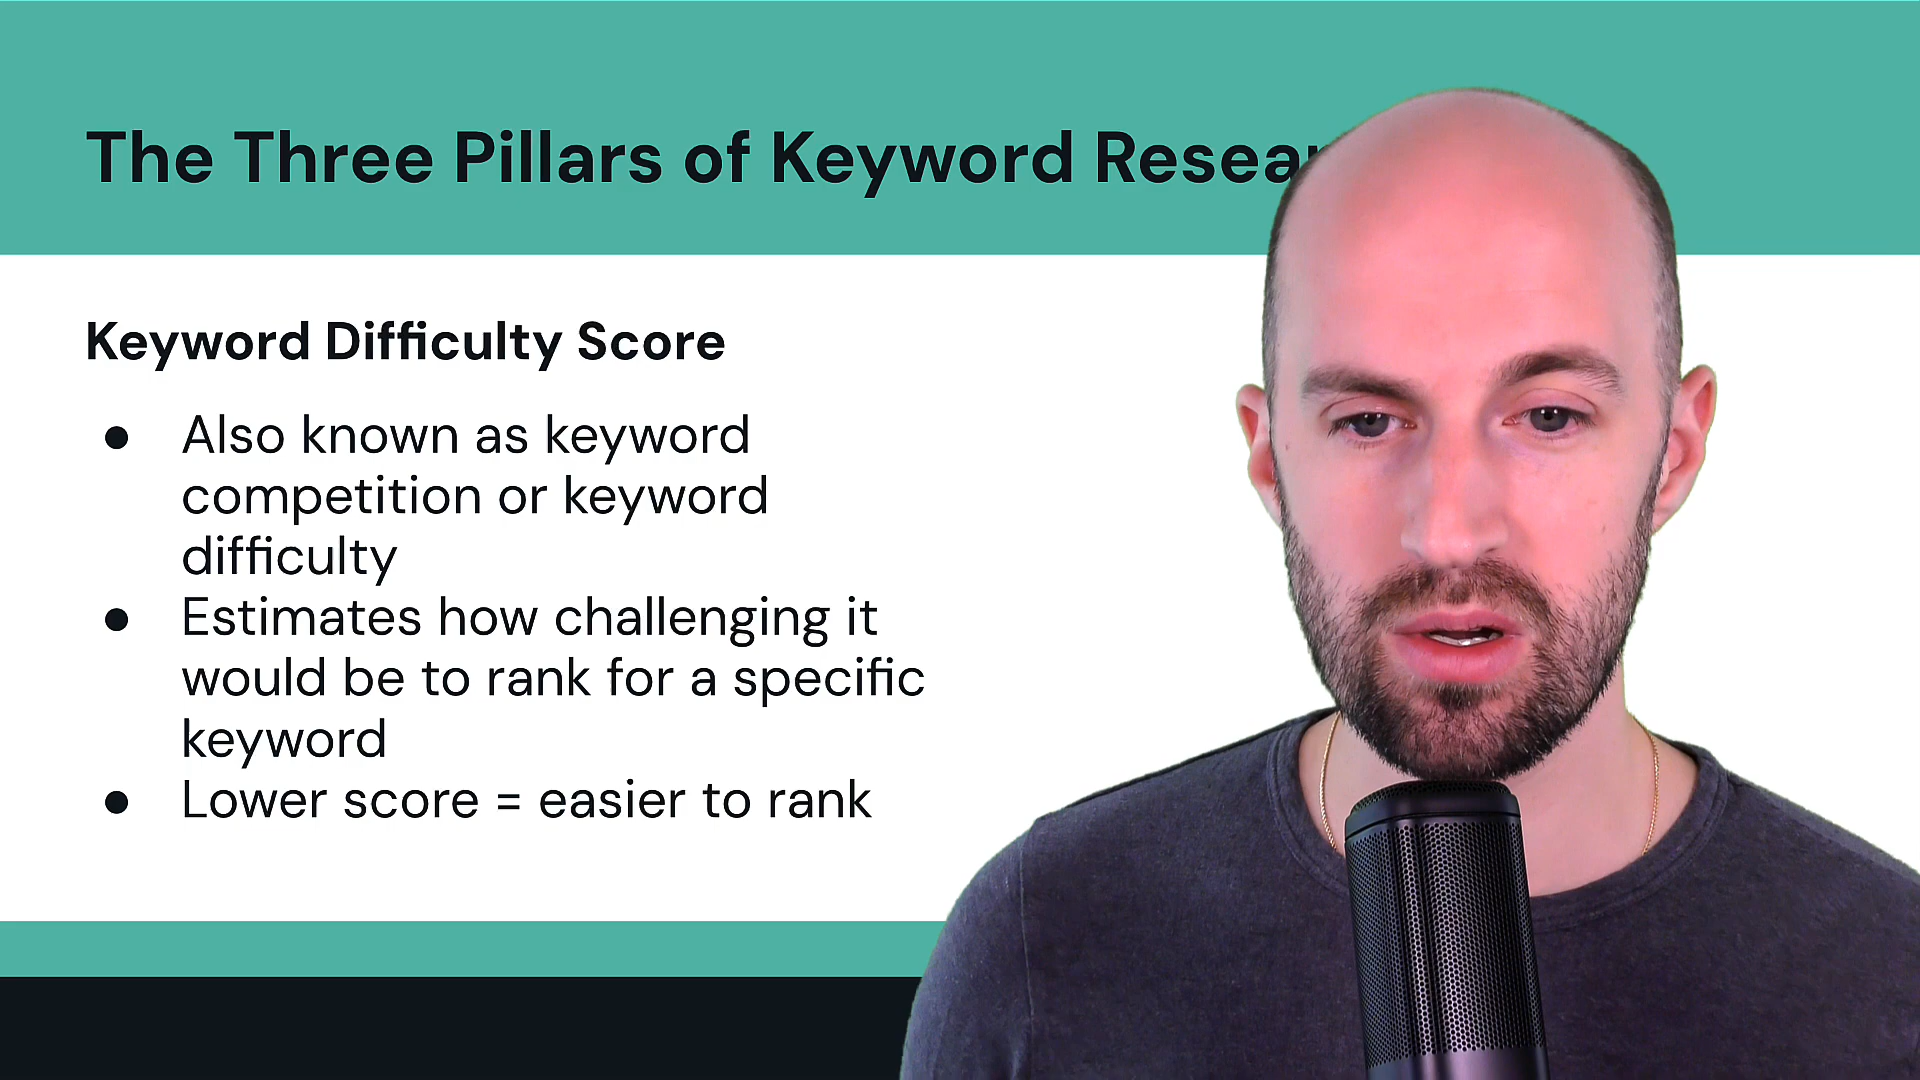 The Three Pillars of Keyword
Keyword Difficulty Score
● Also known as keyword
competition or keyword
difficulty
● Estimates how challenging it
would be to rank for a specific
keyword
● Lower score = easier to rank